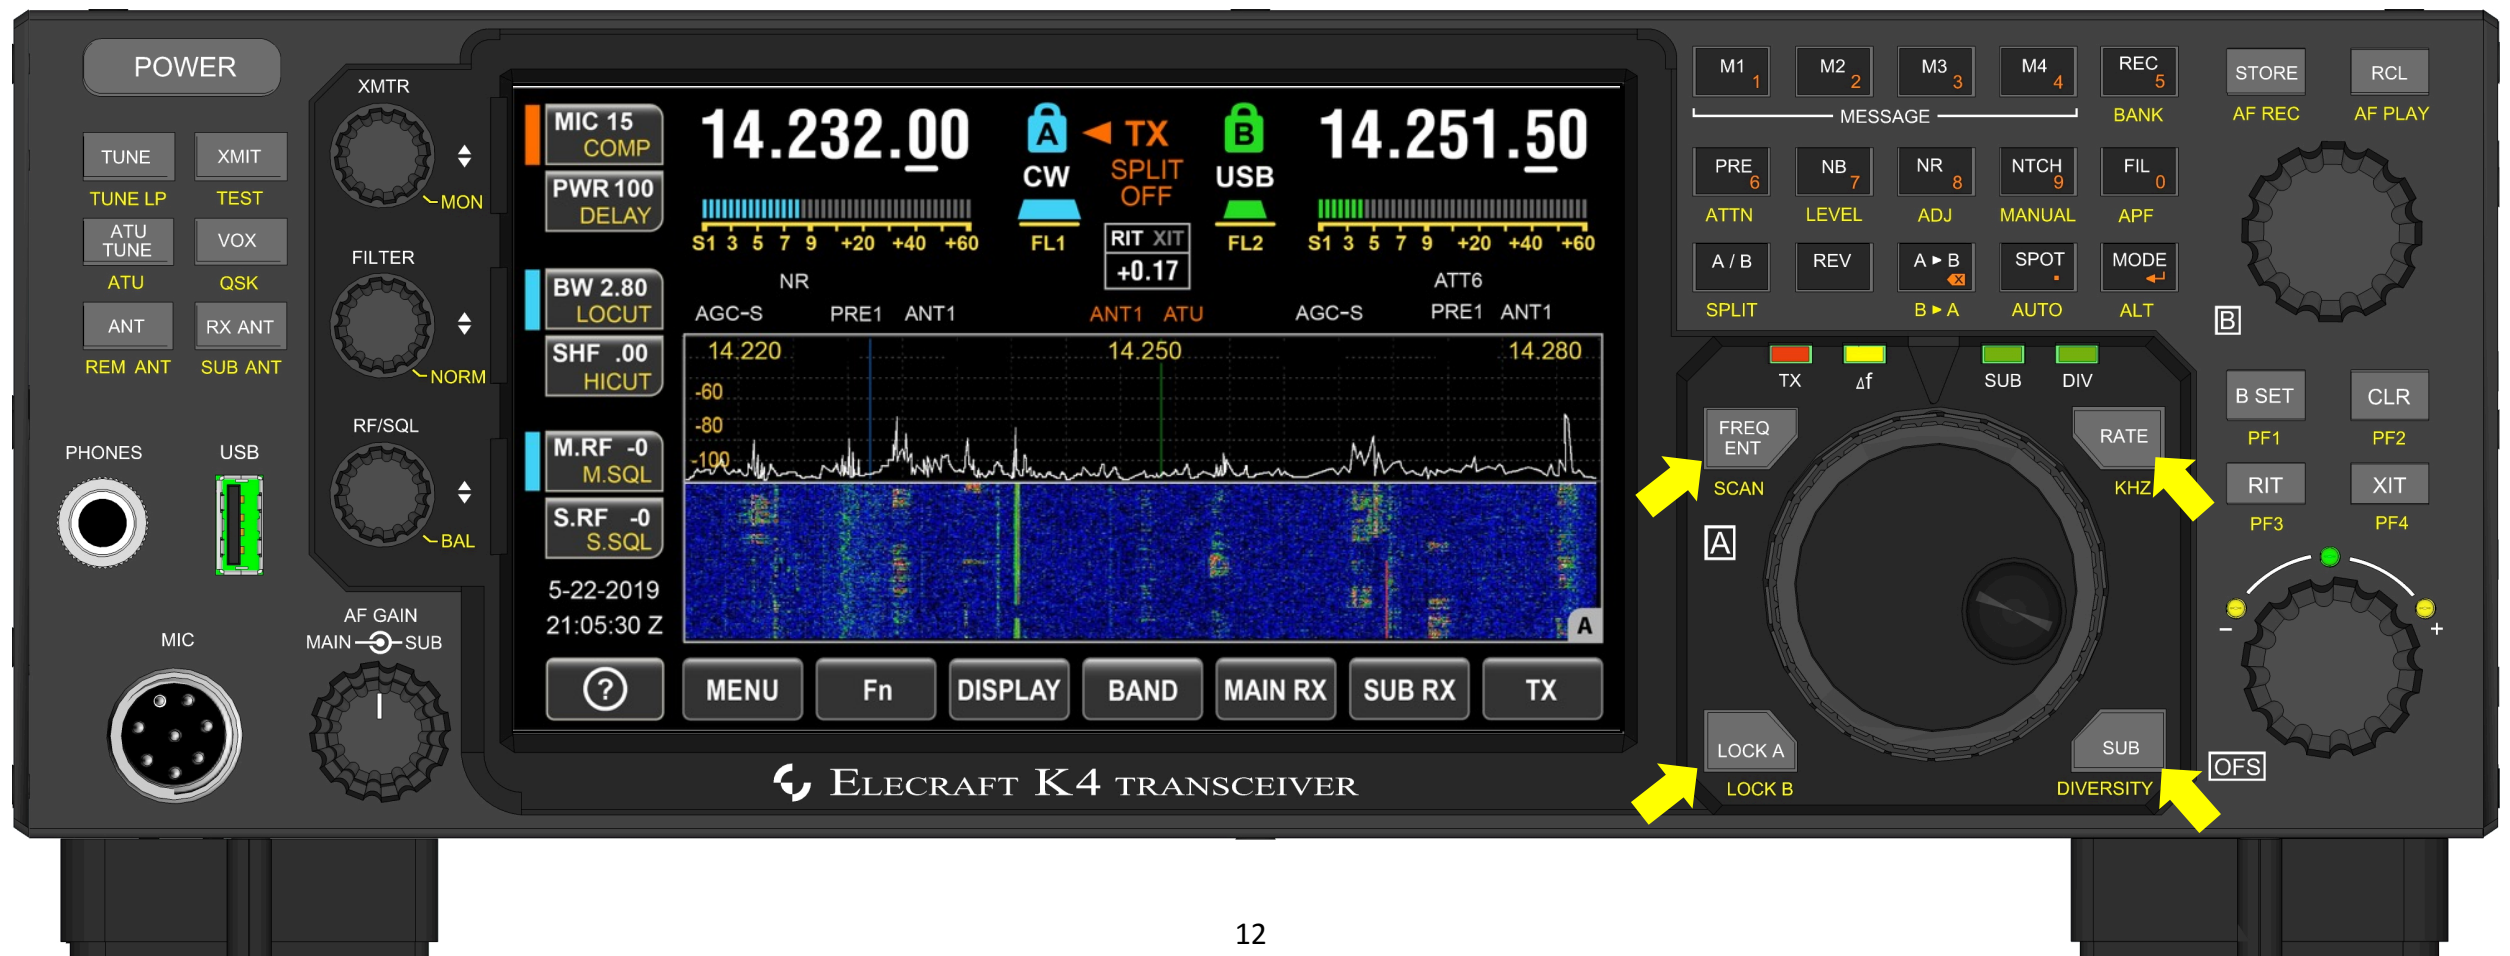 POWER
TUNE
XMIT
TUNE LP
TEST
ATU
TUNE
VOX
ATU
QSK
ANT
RX ANT
REM ANT
SUB ANT
PHONES
USB
MIC
XMTR
MON
FILTER
NORM
RF/SQL
BAL
AF GAIN
MAIN
SUB
MIC 15
COMP
PWR 100
DELAY
BW 2.80
LOCUT
SHF .00
HICUT
M.RF -0
M.SQL
S.RF -0
S.SQL
5-22-2019
21:05:30 Z
?
14.232.00
A
TX
B
14.251.50
CW
SPLIT
OFF
USB
S1 3 5 7 9 +20 +40 +60
FL1
RIT XIT
+0.17
FL2
S1 3 5 7 9 +20 +40 +60
NR
ATT6
AGC-S
PRE1
ANT1
ANT1
ATU
AGC-S
PRE1
ANT1
14.220
14.250
14.280
-60
-80
-100
A
MENU
Fn
DISPLAY
BAND
MAIN RX
SUB RX
TX
ELECRAFT K4 TRANSCEIVER
M1 1
M2 2
M3 3
M4 4
REC 5
MESSAGE
BANK
PRE 6
NB 7
NR 8
NTCH 9
FIL 0
ATTN
LEVEL
ADJ
MANUAL
APF
A / B
REV
A ▸ B
SPOT .
MODE
SPLIT
B ▸ A
AUTO
ALT
STORE
RCL
AF REC
AF PLAY
B
TX
Δf
SUB
DIV
FREQ
ENT
RATE
SCAN
KHZ
A
LOCK A
SUB
LOCK B
DIVERSITY
B SET
CLR
PF1
PF2
RIT
XIT
PF3
PF4
− +
OFS
12